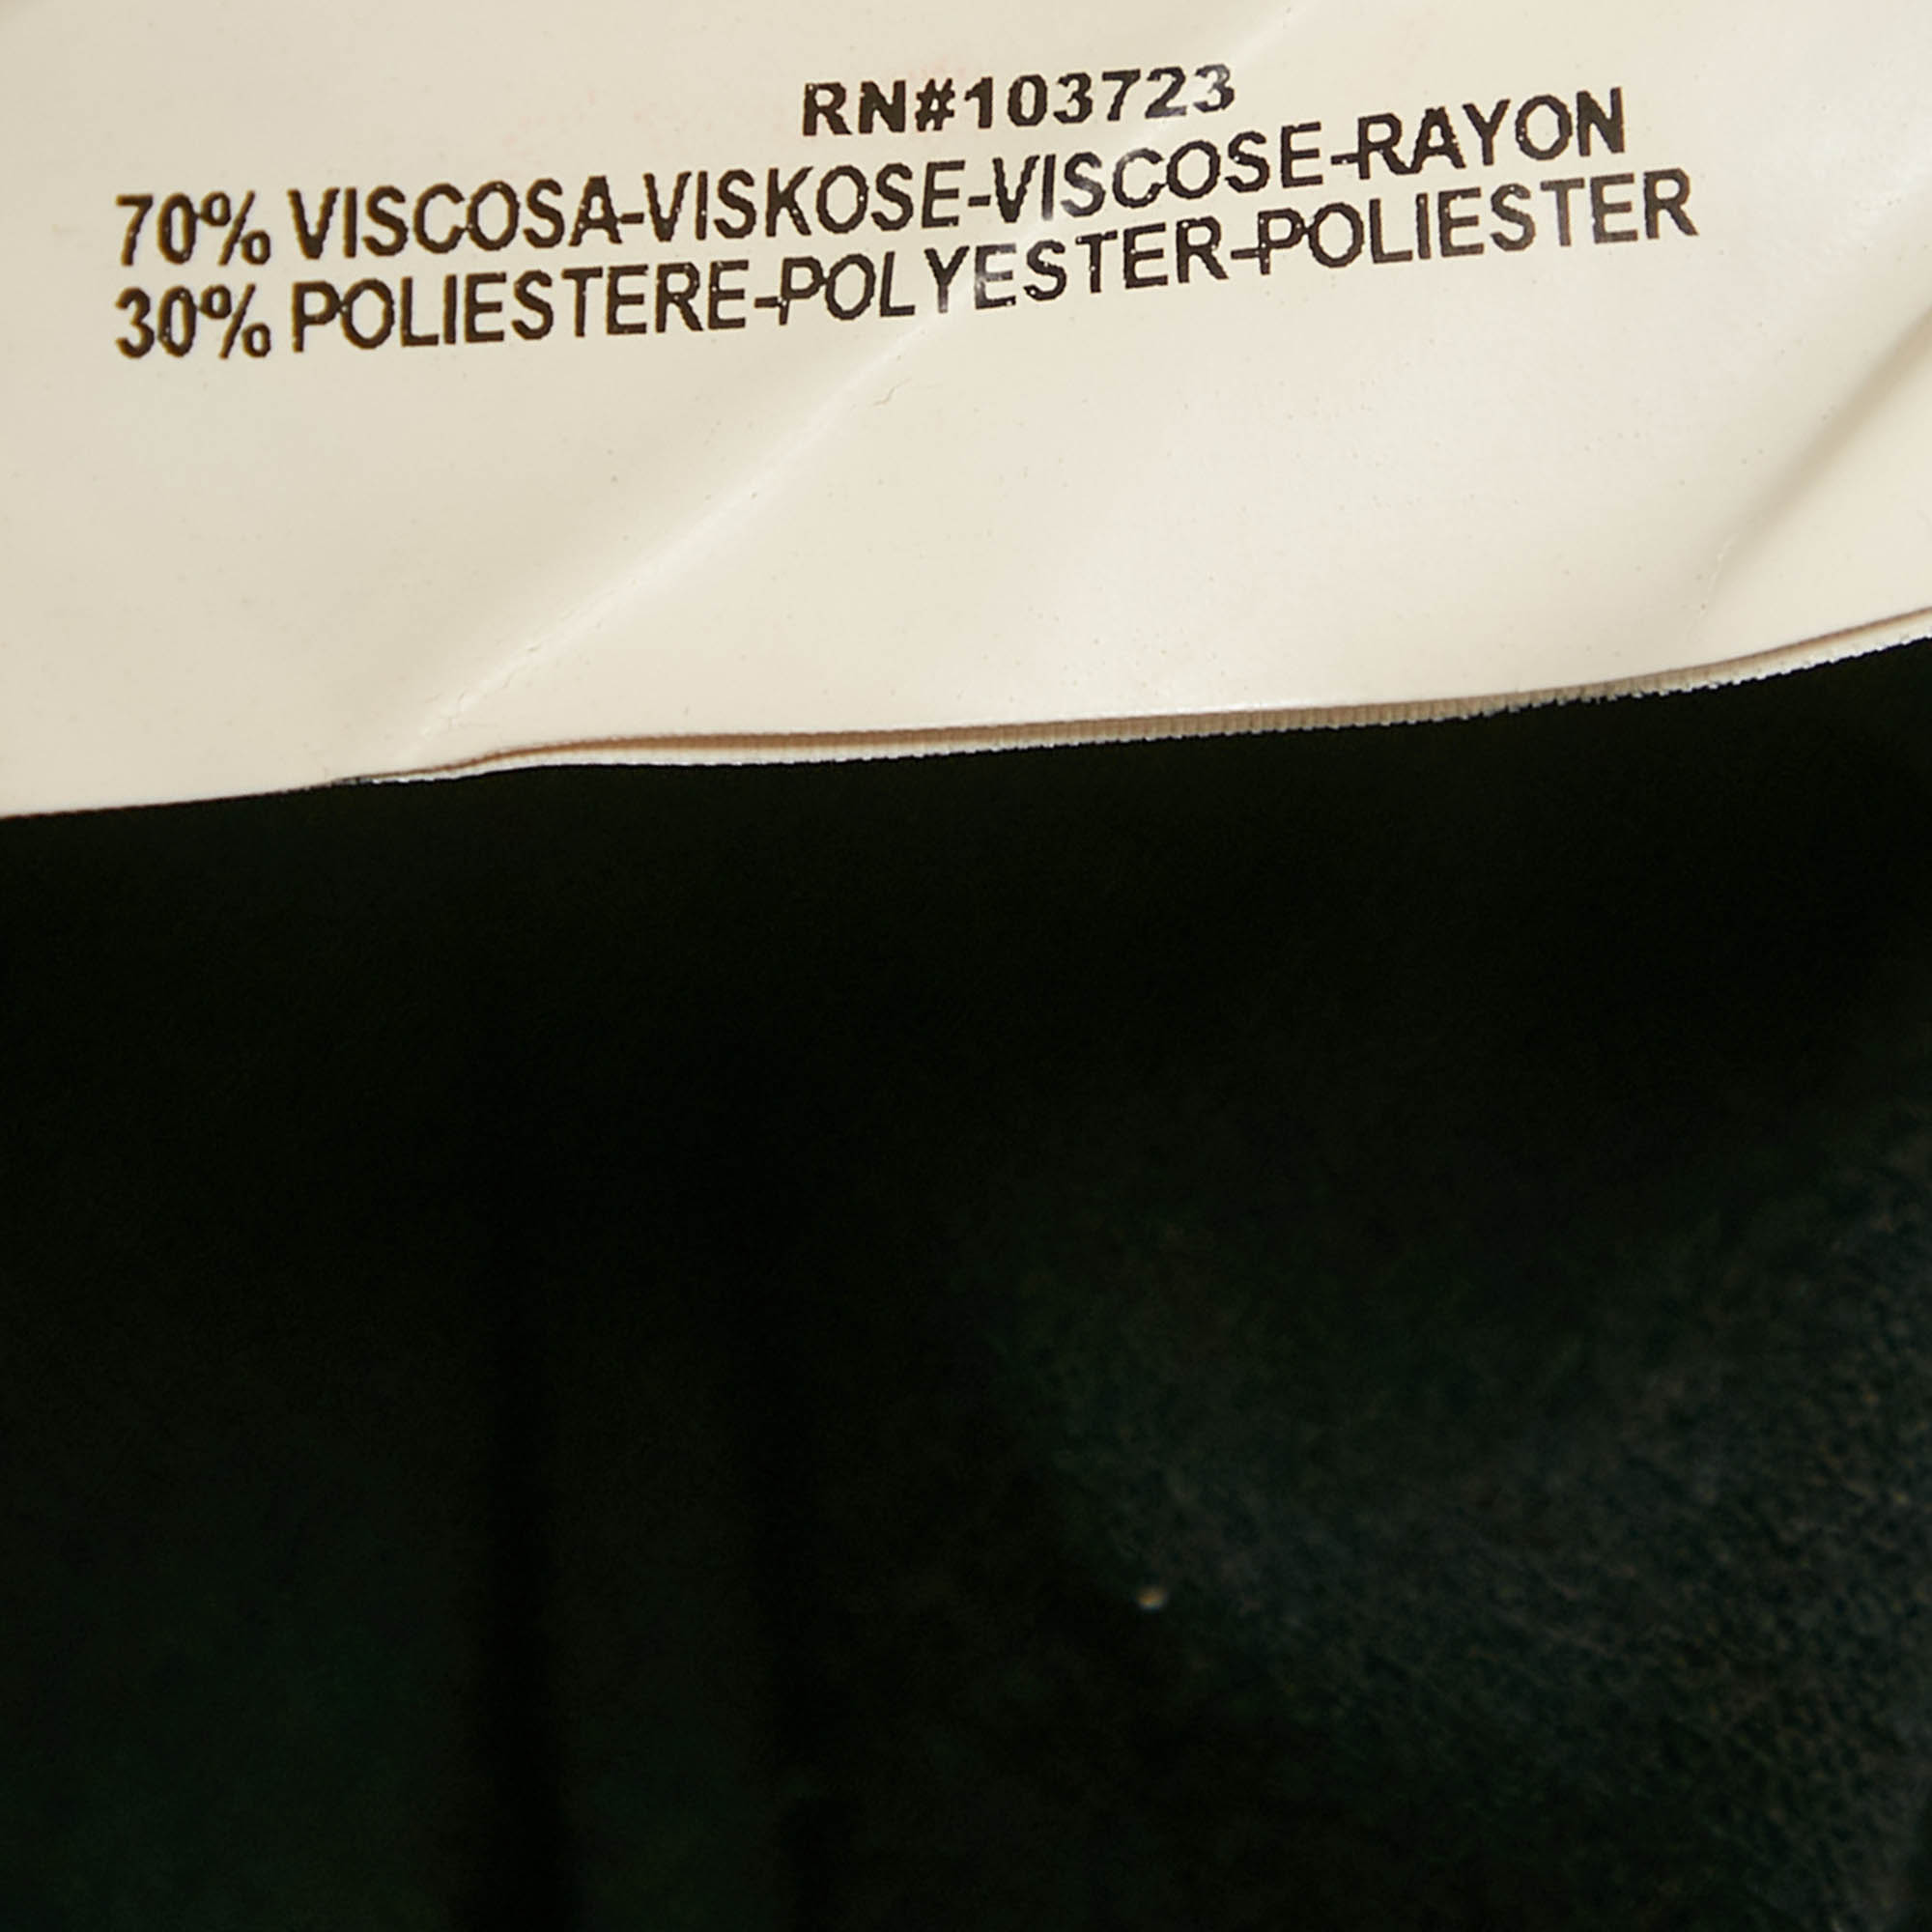 RN#103723
70% VISCOSA-VISKOSE-VISCOSE-RAYON
30% POLIESTERE-POLYESTER-POLIESTER